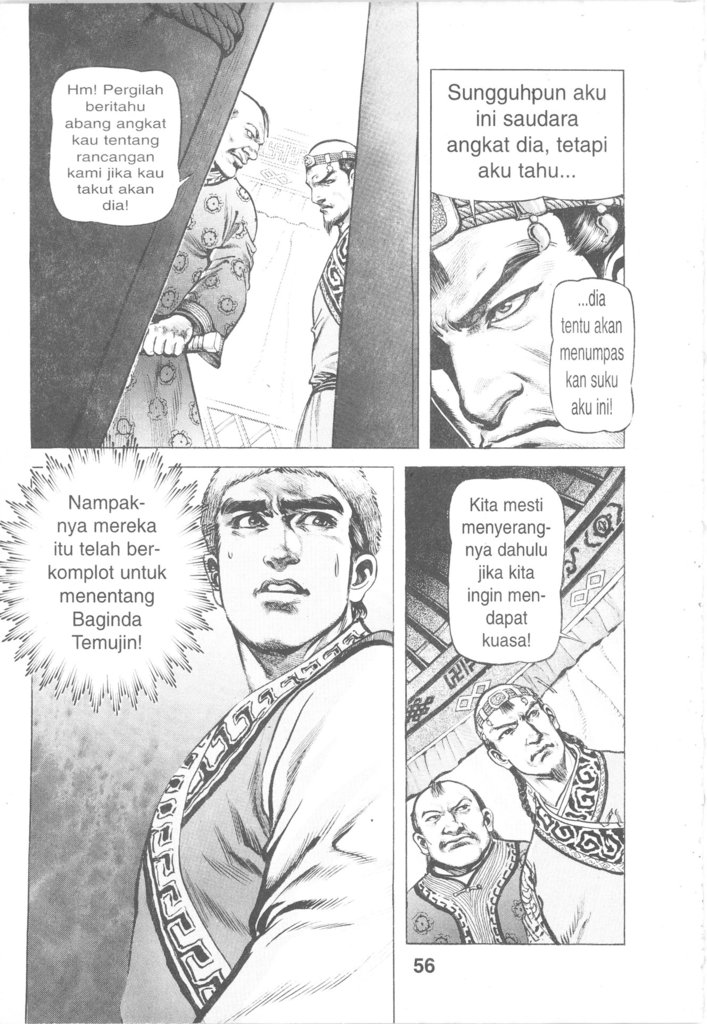 Hm! Pergilah
beritahu
abang angkat
kau tentang
rancangan
kami jika kau
takut akan
dia!
Sungguhpun aku
ini saudara
angkat dia, tetapi
aku tahu...
...dia
tentu akan
menumpas
kan suku
aku ini!
Nampak-
nya mereka
itu telah ber-
komplot untuk
menentang
Baginda
Temujin!
Kita mesti
menyerang-
nya dahulu
jika kita
ingin men-
dapat
kuasa!
56